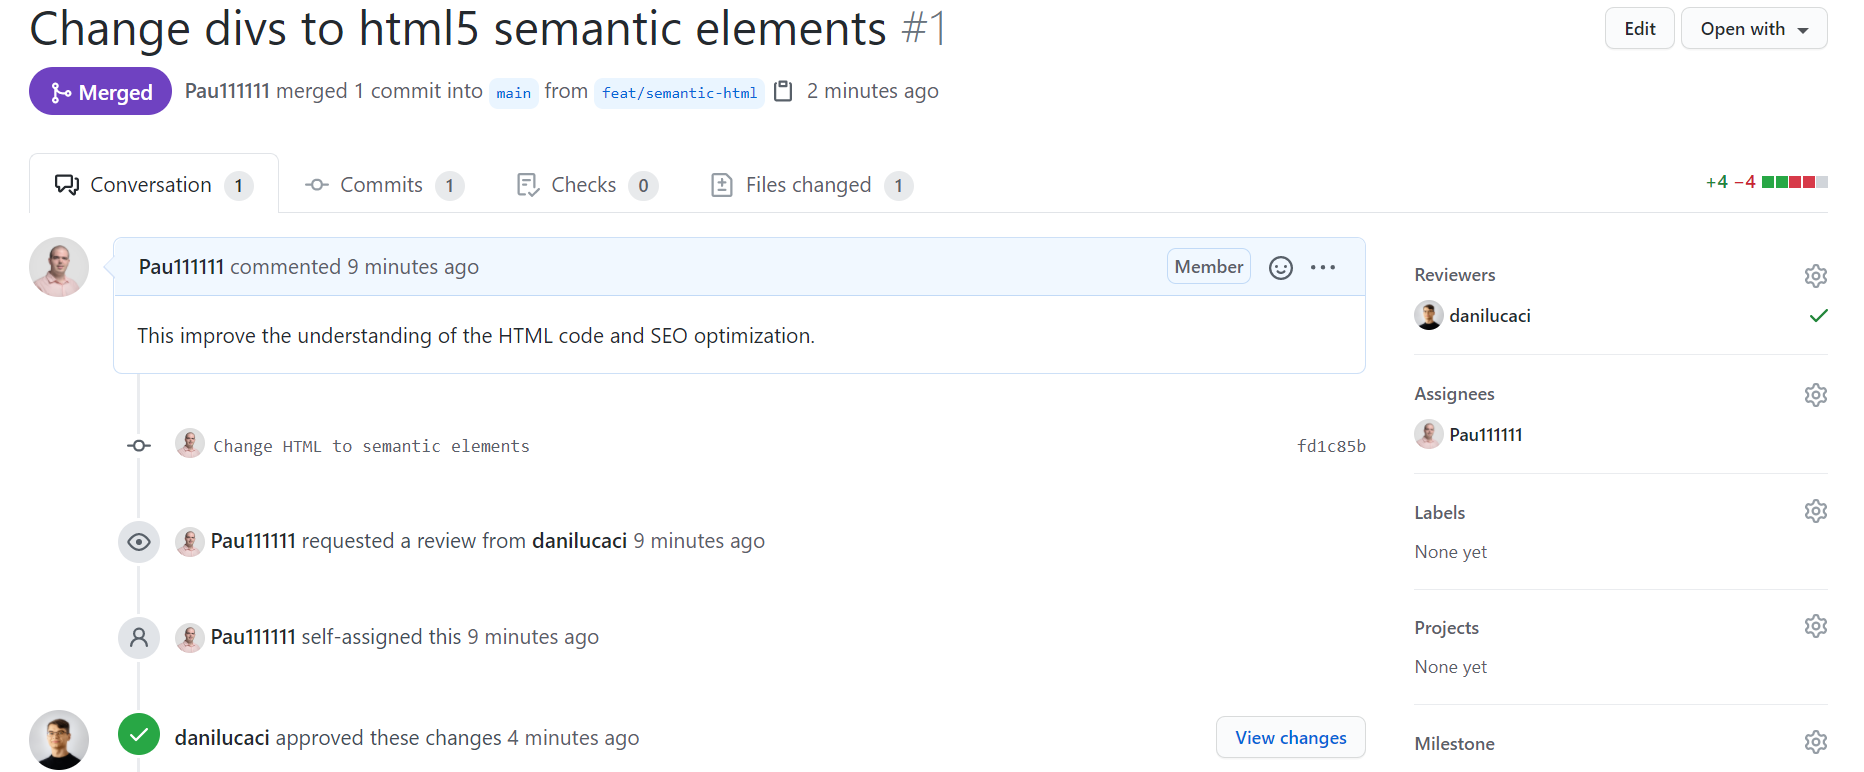 Change divs to html5 semantic elements #1
Edit
Open with
Merged
Pau111111 merged 1 commit into main from feat/semantic-html 2 minutes ago
Conversation 1
Commits 1
Checks 0
Files changed 1
+4 −4
Pau111111 commented 9 minutes ago
Member
This improve the understanding of the HTML code and SEO optimization.
Change HTML to semantic elements
fd1c85b
Pau111111 requested a review from danilucaci 9 minutes ago
Pau111111 self-assigned this 9 minutes ago
danilucaci approved these changes 4 minutes ago
View changes
Reviewers
danilucaci
Assignees
Pau111111
Labels
None yet
Projects
None yet
Milestone